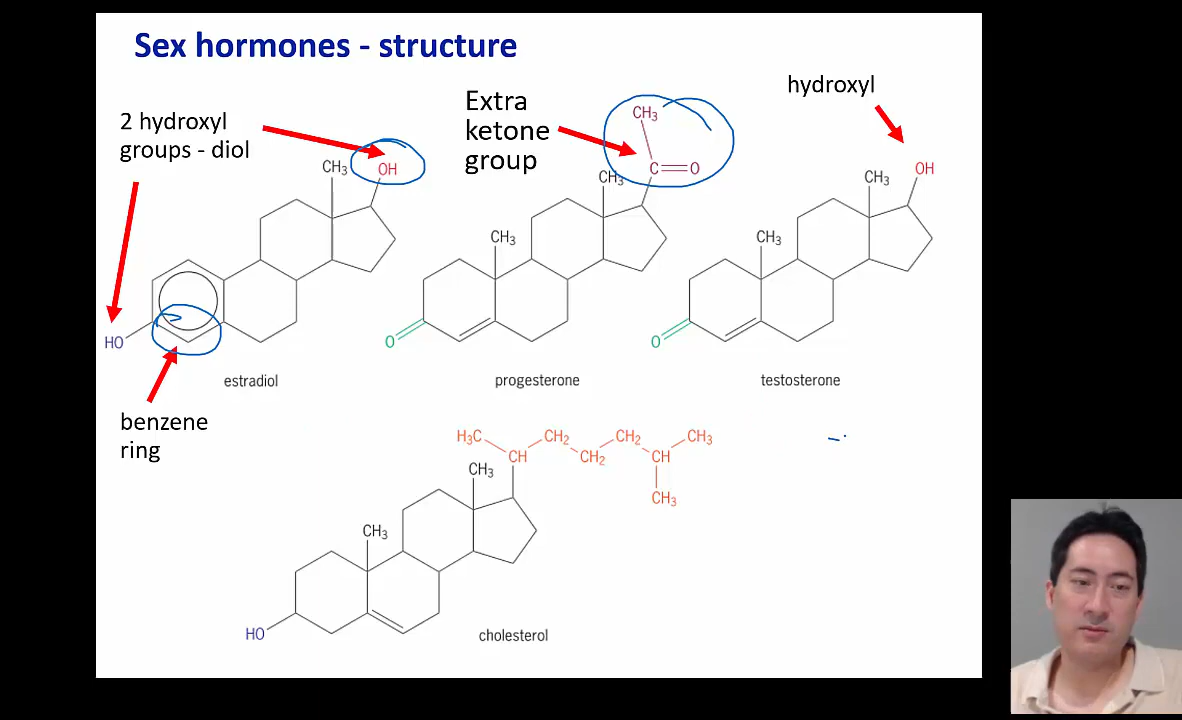 Sex hormones - structure
2 hydroxyl
groups - diol
Extra
ketone
group
hydroxyl
CH₃
OH
HO
estradiol
benzene
ring
CH₃
C
O
CH₃
CH₃
O
progesterone
CH₃
OH
CH₃
O
testosterone
H₃C
CH
CH₂
CH₂
CH₂
CH
CH₃
CH₃
CH₃
CH₃
HO
cholesterol